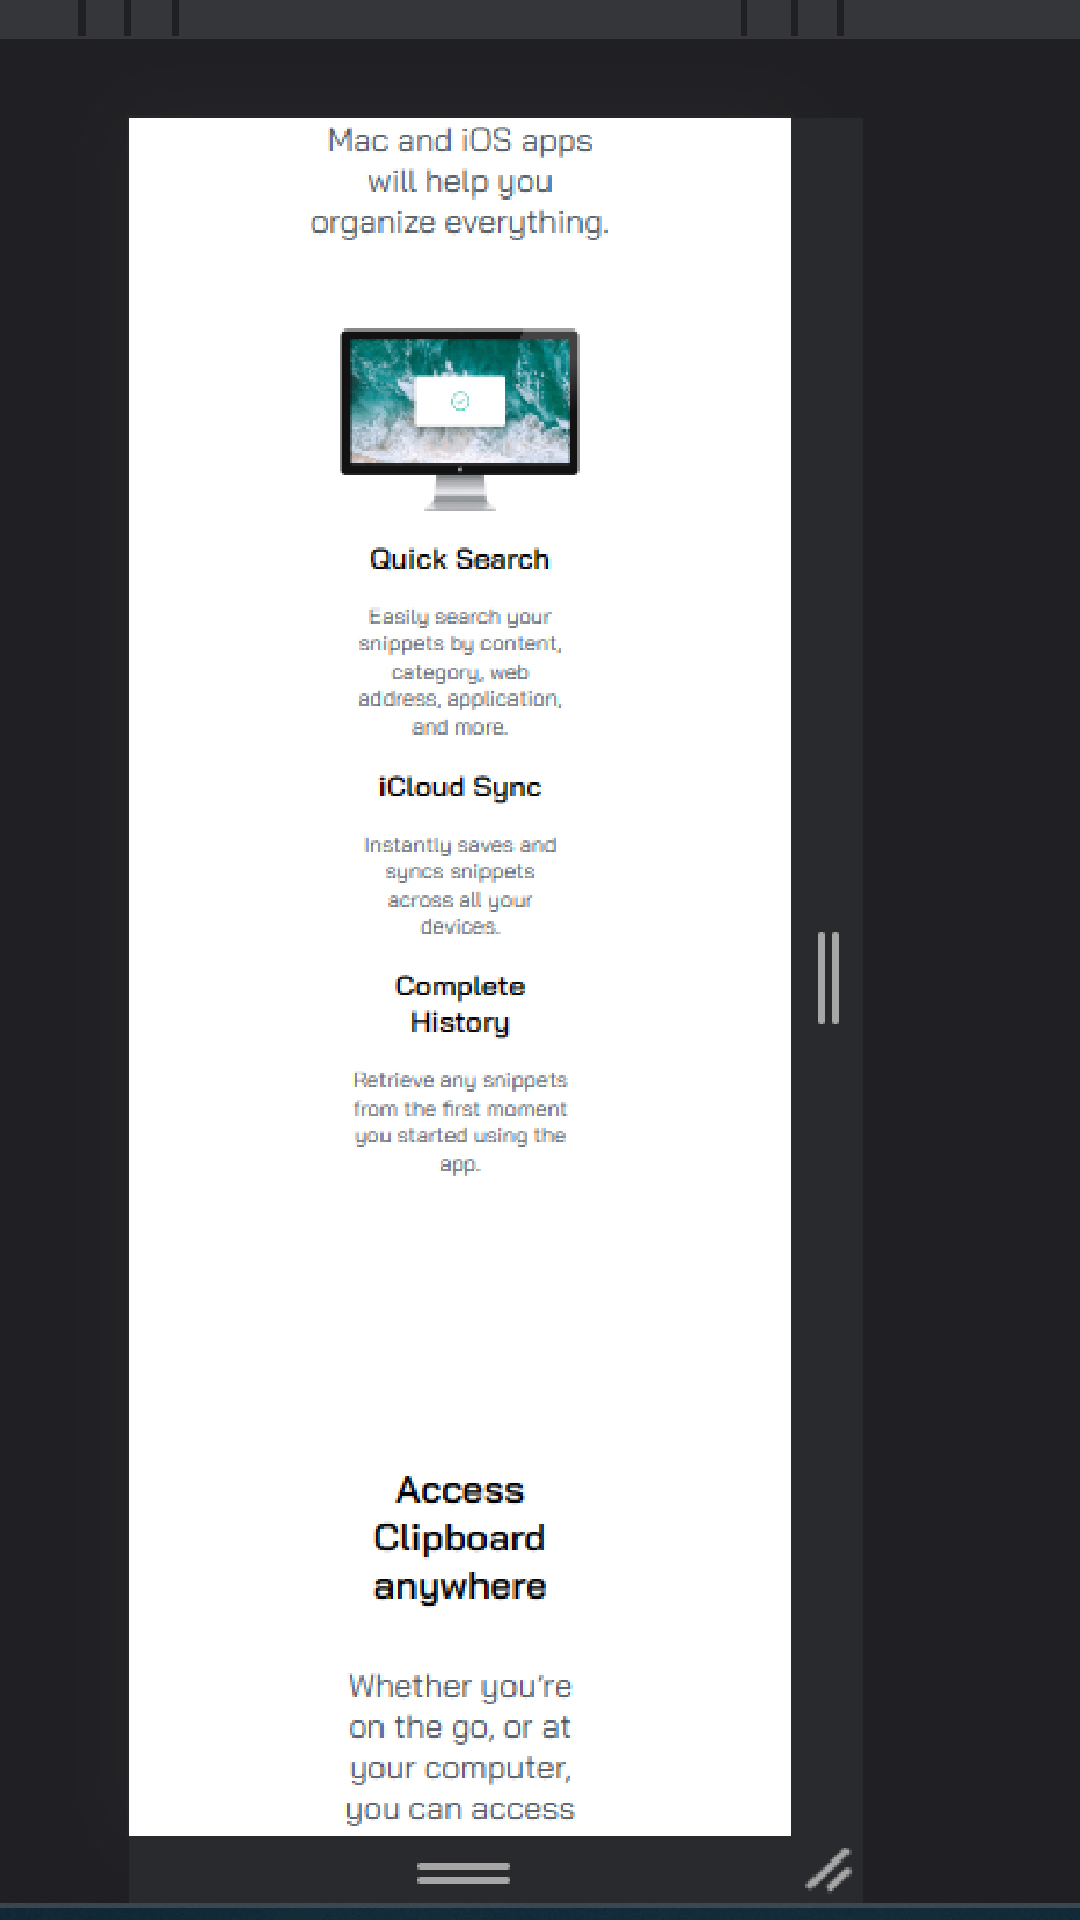 Mac and iOS apps
will help you
organize everything.
Quick Search
Easily search your
snippets by content,
category, web
address, application,
and more.
iCloud Sync
Instantly saves and
syncs snippets
across all your
devices.
Complete
History
Retrieve any snippets
from the first moment
you started using the
app.
Access
Clipboard
anywhere
Whether you’re
on the go, or at
your computer,
you can access